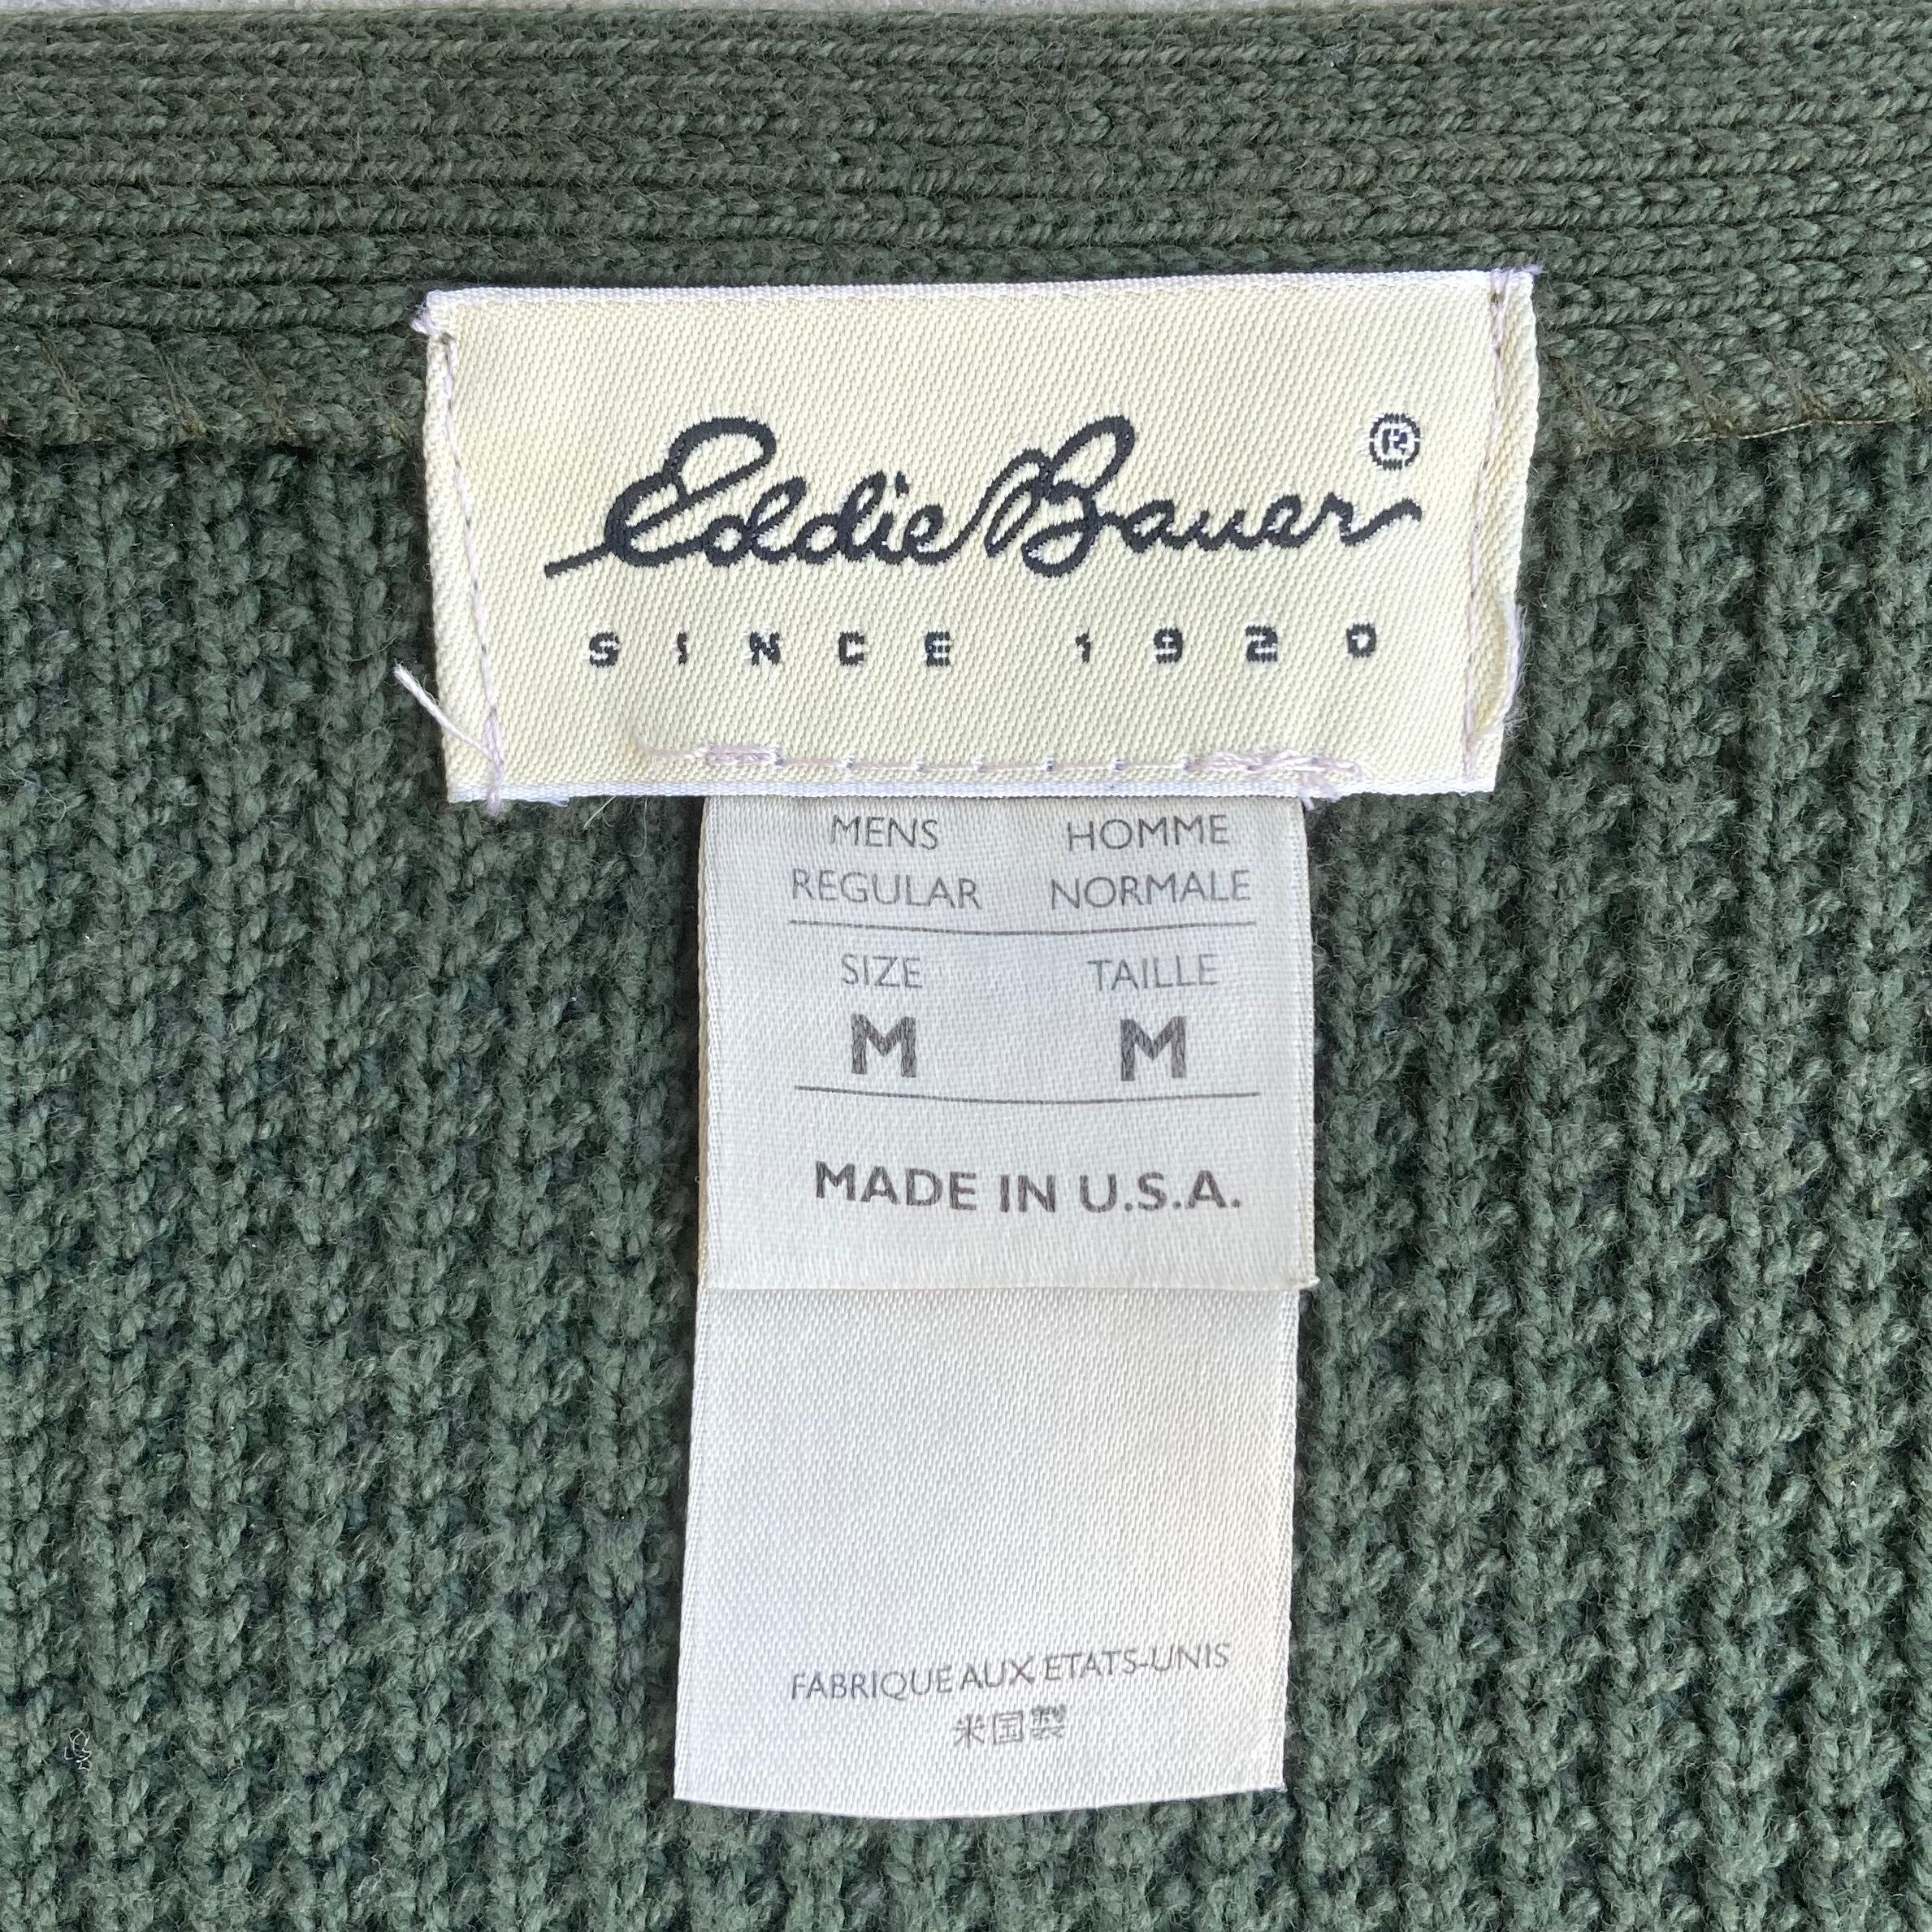 Eddie Bauer ®
SINCE 1920
MENS HOMME
REGULAR NORMALE
SIZE TAILLE
M M
MADE IN U.S.A.
FABRIQUE AUX ETATS-UNIS
米国製